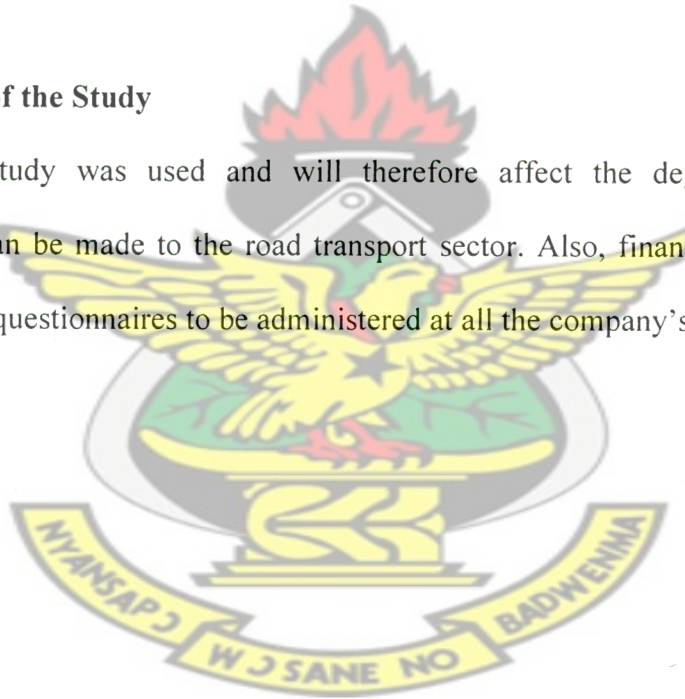 f the Study
tudy was used and will therefore affect the de
n be made to the road transport sector. Also, finan
questionnaires to be administered at all the company's
NYANSAPƆ
WƆSANE NO
BADWENMA